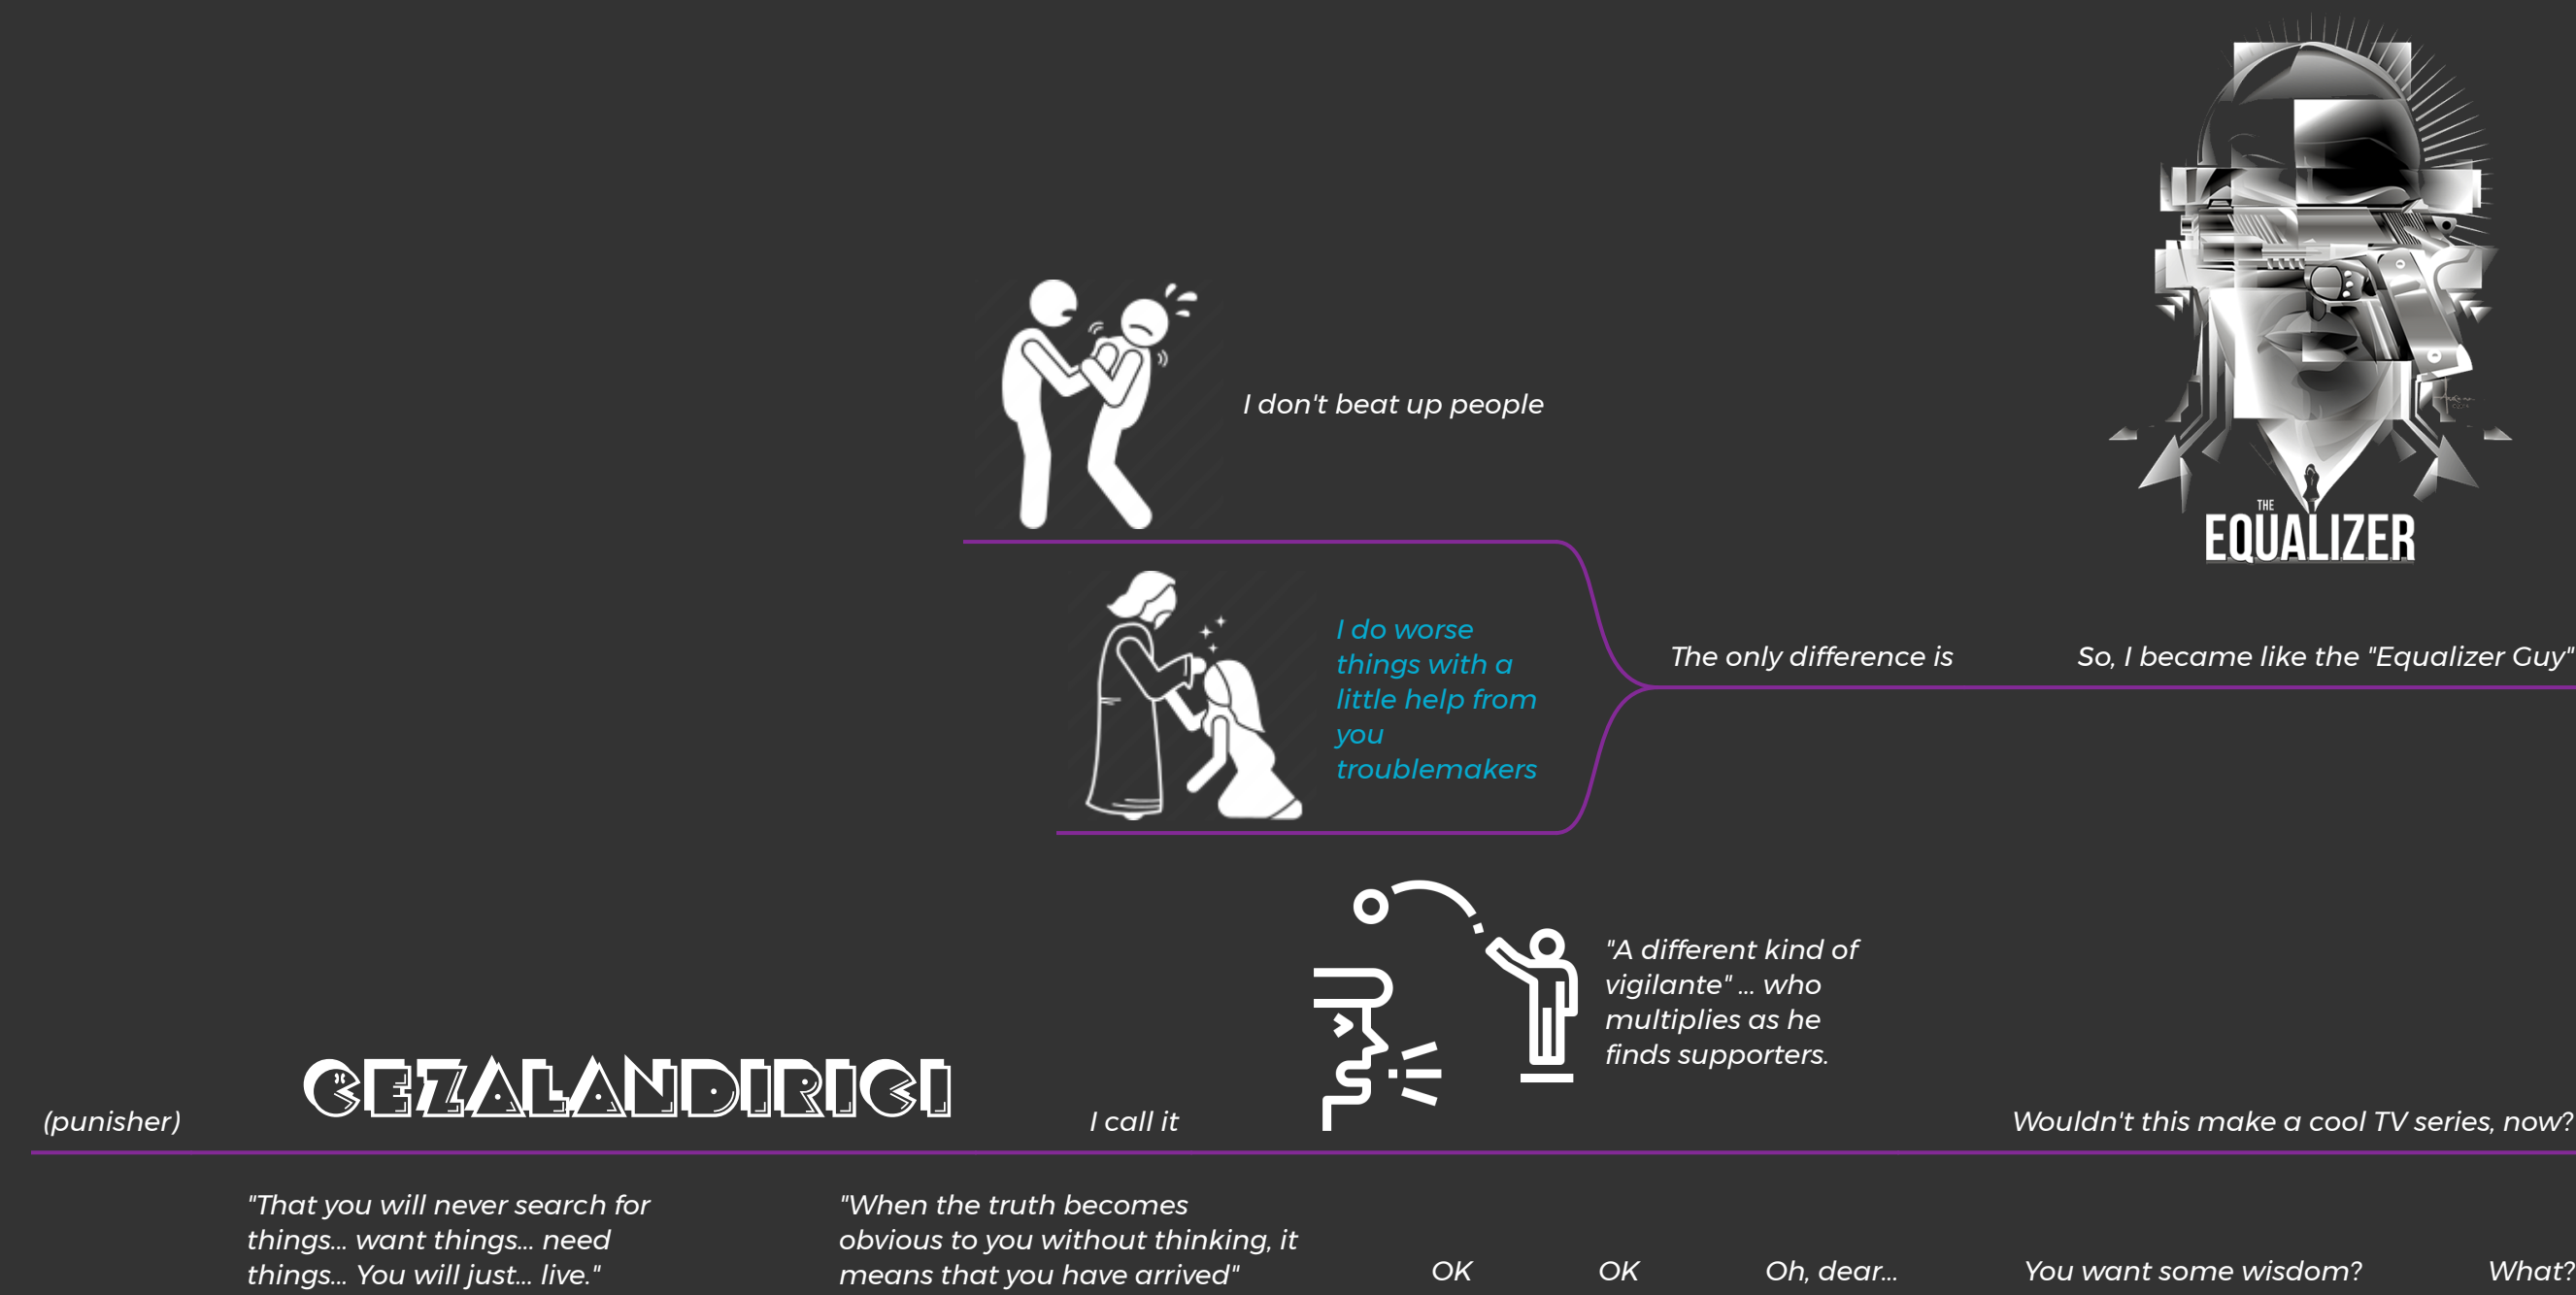 THE
EQUALIZER
I don't beat up people
I do worse
things with a
little help from
you
troublemakers
The only difference is
So, I became like the "Equalizer Guy"
"A different kind of
vigilante" ... who
multiplies as he
finds supporters.
(punisher)
CEZALANDIRICI
I call it
Wouldn't this make a cool TV series, now?
"That you will never search for
things... want things... need
things... You will just... live."
"When the truth becomes
obvious to you without thinking, it
means that you have arrived"
OK
OK
Oh, dear...
You want some wisdom?
What?